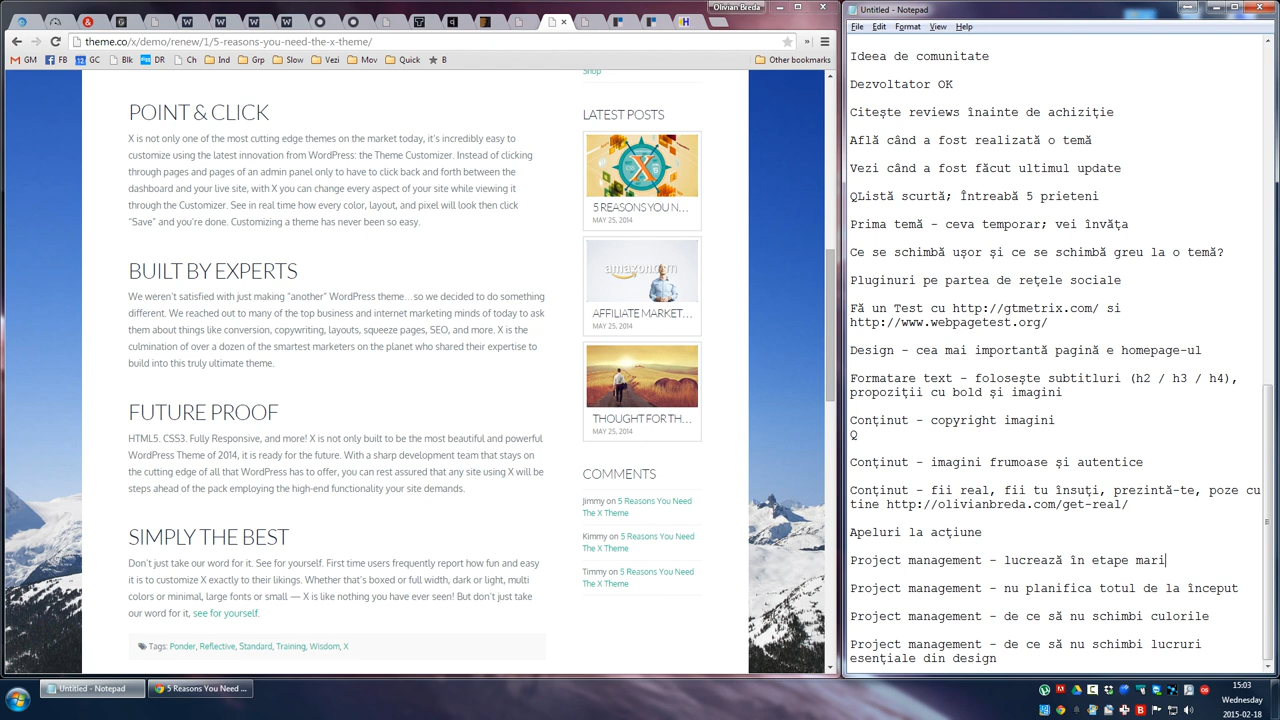 Olivian Breda
theme.co/x/demo/renew/1/5-reasons-you-need-the-x-theme/
GM FB GC Blk DR Ch Ind Grp Slow Vezi Mov Quick B Other bookmarks
Shop
POINT & CLICK
X is not only one of the most cutting edge themes on the market today, it's incredibly easy to
customize using the latest innovation from WordPress: the Theme Customizer. Instead of clicking
through pages and pages of an admin panel only to have to click back and forth between the
dashboard and your live site, with X you can change every aspect of your site while viewing it
through the Customizer. See in real time how every color, layout, and pixel will look then click
"Save" and you're done. Customizing a theme has never been so easy.
BUILT BY EXPERTS
We weren't satisfied with just making "another" WordPress theme…so we decided to do something
different. We reached out to many of the top business and internet marketing minds of today to ask
them about things like conversion, copywriting, layouts, squeeze pages, SEO, and more. X is the
culmination of over a dozen of the smartest marketers on the planet who shared their expertise to
build into this truly ultimate theme.
FUTURE PROOF
HTML5. CSS3. Fully Responsive, and more! X is not only built to be the most beautiful and powerful
WordPress Theme of 2014, it is ready for the future. With a sharp development team that stays on
the cutting edge of all that WordPress has to offer, you can rest assured that any site using X will be
steps ahead of the pack employing the high-end functionality your site demands.
SIMPLY THE BEST
Don't just take our word for it. See for yourself. First time users frequently report how fun and easy
it is to customize X exactly to their likings. Whether that's boxed or full width, dark or light, multi
colors or minimal, large fonts or small — X is like nothing you have ever seen! But don't just take
our word for it, see for yourself.
Tags: Ponder, Reflective, Standard, Training, Wisdom, X
LATEST POSTS
X
5 REASONS YOU N...
MAY 25, 2014
amazon.com
AFFILIATE MARKET...
MAY 25, 2014
THOUGHT FOR TH...
MAY 25, 2014
COMMENTS
Jimmy on 5 Reasons You Need
The X Theme
Kimmy on 5 Reasons You Need
The X Theme
Timmy on 5 Reasons You Need
The X Theme
Untitled - Notepad
File Edit Format View Help
Ideea de comunitate
Dezvoltator OK
Citește reviews înainte de achiziție
Află când a fost realizată o temă
Vezi când a fost făcut ultimul update
QListă scurtă; Întreabă 5 prieteni
Prima temă - ceva temporar; vei învăța
Ce se schimbă ușor și ce se schimbă greu la o temă?
Pluginuri pe partea de rețele sociale
Fă un Test cu http://gtmetrix.com/ si
http://www.webpagetest.org/
Design - cea mai importantă pagină e homepage-ul
Formatare text - folosește subtitluri (h2 / h3 / h4),
propoziții cu bold și imagini
Conținut - copyright imagini
Q
Conținut - imagini frumoase și autentice
Conținut - fii real, fii tu însuți, prezintă-te, poze cu
tine http://olivianbreda.com/get-real/
Apeluri la acțiune
Project management - lucrează în etape mari
Project management - nu planifica totul de la început
Project management - de ce să nu schimbi culorile
Project management - de ce să nu schimbi lucruri
esențiale din design
Untitled - Notepad
5 Reasons You Need ...
15:03
Wednesday
2015-02-18